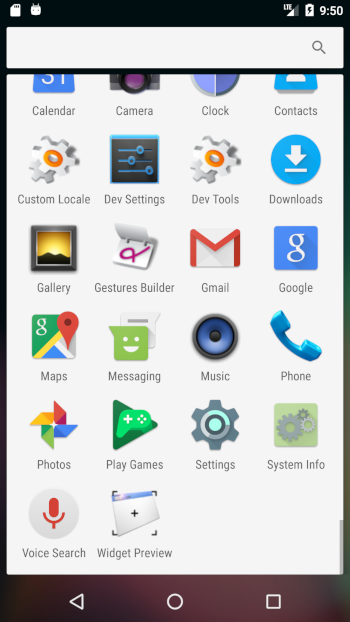 LTE 9:50
31
Calendar Camera Clock Contacts
Custom Locale Dev Settings Dev Tools Downloads
g
Gallery Gestures Builder Gmail Google
g
Maps Messaging Music Phone
Photos Play Games Settings System Info
Voice Search Widget Preview